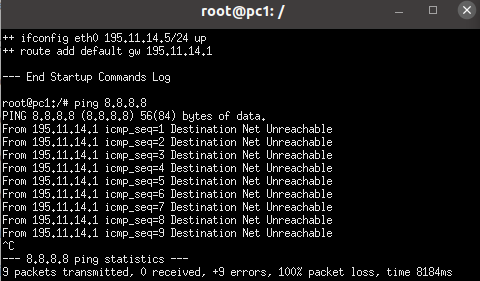 root@pc1: /
++ ifconfig eth0 195.11.14.5/24 up
++ route add default gw 195.11.14.1
--- End Startup Commands Log
root@pc1:/# ping 8.8.8.8
PING 8.8.8.8 (8.8.8.8) 56(84) bytes of data.
From 195.11.14.1 icmp_seq=1 Destination Net Unreachable
From 195.11.14.1 icmp_seq=2 Destination Net Unreachable
From 195.11.14.1 icmp_seq=3 Destination Net Unreachable
From 195.11.14.1 icmp_seq=4 Destination Net Unreachable
From 195.11.14.1 icmp_seq=5 Destination Net Unreachable
From 195.11.14.1 icmp_seq=6 Destination Net Unreachable
From 195.11.14.1 icmp_seq=7 Destination Net Unreachable
From 195.11.14.1 icmp_seq=8 Destination Net Unreachable
From 195.11.14.1 icmp_seq=9 Destination Net Unreachable
^C
--- 8.8.8.8 ping statistics ---
9 packets transmitted, 0 received, +9 errors, 100% packet loss, time 8184ms